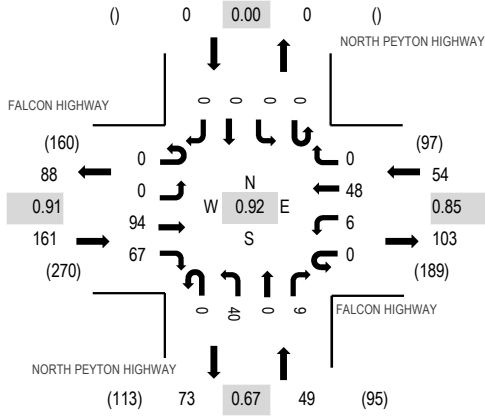 () 0 0.00 0 ()
NORTH PEYTON HIGHWAY
0 0 0 0
FALCON HIGHWAY
(160) (97)
88 0 0 54
0 N 48
0.91 W 0.92 E 0.85
94 S 6
161 67 0 103
(270) (189)
0 40 0 9
FALCON HIGHWAY
NORTH PEYTON HIGHWAY
(113) 73 0.67 49 (95)